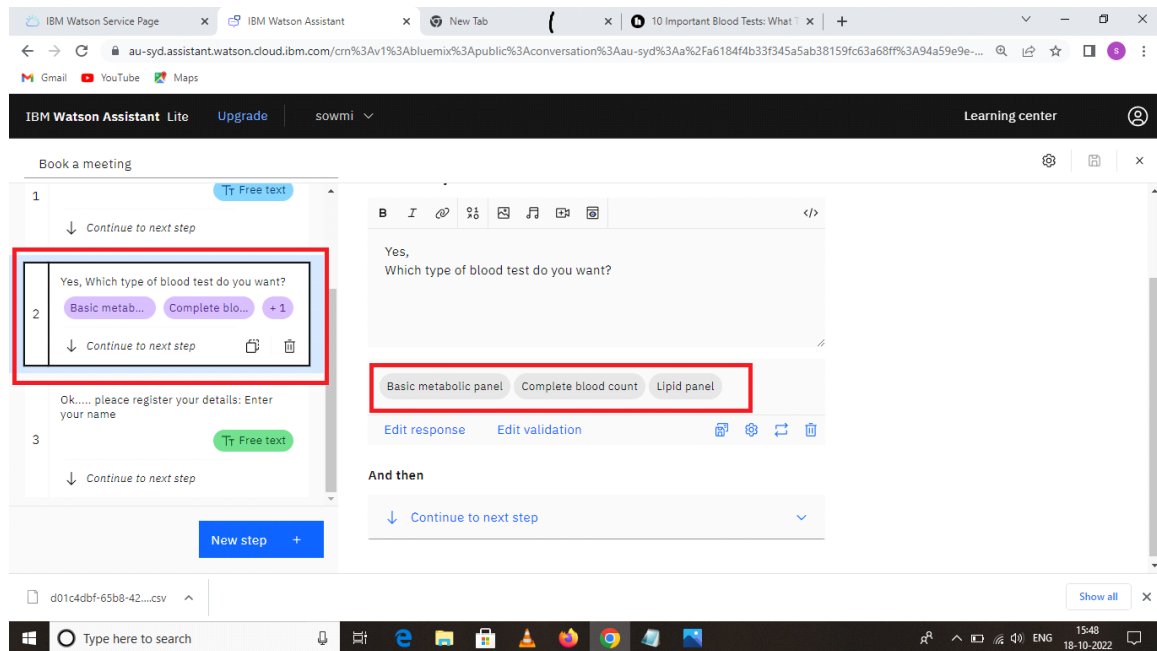 IBM Watson Service Page
IBM Watson Assistant
New Tab
10 Important Blood Tests: What T
au-syd.assistant.watson.cloud.ibm.com/crn%3Av1%3Abluemix%3Apublic%3Aconversation%3Aau-syd%3Aa%2Fa6184f4b33f345a5ab38159fc63a68ff%3A94a59e9e-...
S
Gmail
YouTube
Maps
IBM Watson Assistant Lite
Upgrade
sowmi
Learning center
Book a meeting
1
Free text
Continue to next step
2
Yes, Which type of blood test do you want?
Basic metab...
Complete blo...
+ 1
Continue to next step
3
Ok..... pleace register your details: Enter
your name
Free text
Continue to next step
New step +
B I
</>
Yes,
Which type of blood test do you want?
Basic metabolic panel
Complete blood count
Lipid panel
Edit response
Edit validation
And then
Continue to next step
d01c4dbf-65b8-42....csv
Show all
Type here to search
ENG
15:48
18-10-2022